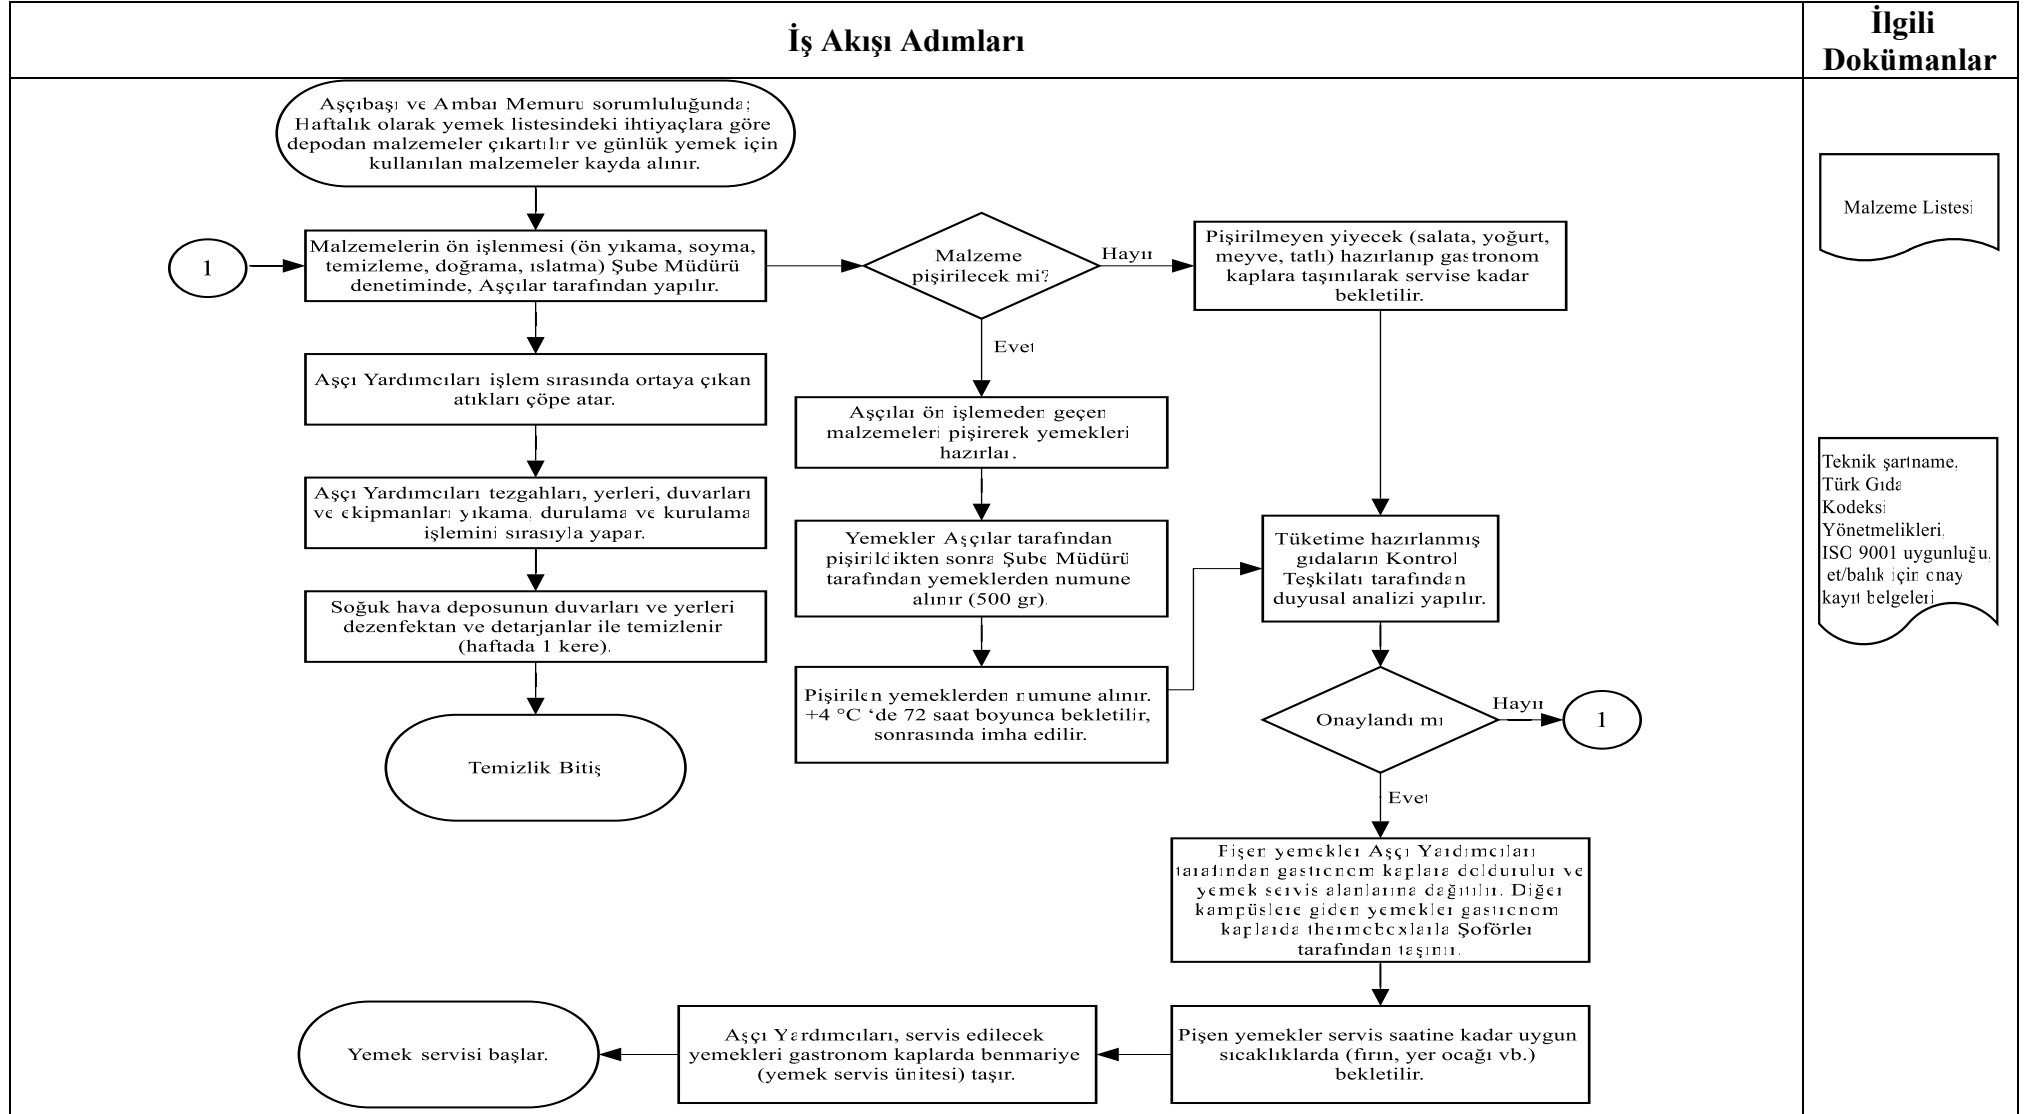 İş Akışı Adımları
İlgili
Dokümanlar
Aşçıbaşı ve Ambar Memuru sorumluluğunda;
Haftalık olarak yemek listesindeki ihtiyaçlara göre
depodan malzemeler çıkartılır ve günlük yemek için
kullanılan malzemeler kayda alınır.
1
Malzemelerin ön işlenmesi (ön yıkama, soyma,
temizleme, doğrama, ıslatma) Şube Müdürü
denetiminde, Aşçılar tarafından yapılır.
Malzeme
pişirilecek mi?
Hayır
Pişirilmeyen yiyecek (salata, yoğurt,
meyve, tatlı) hazırlanıp gastronom
kaplara taşınılarak servise kadar
bekletilir.
Malzeme Listesi
Evet
Aşçı Yardımcıları işlem sırasında ortaya çıkan
atıkları çöpe atar.
Aşçılar ön işlemeden geçen
malzemeleri pişirerek yemekleri
hazırlar.
Aşçı Yardımcıları tezgahları, yerleri, duvarları
ve ekipmanları yıkama, durulama ve kurulama
işlemini sırasıyla yapar.
Yemekler Aşçılar tarafından
pişirildikten sonra Şube Müdürü
tarafından yemeklerden numune
alınır (500 gr).
Tüketime hazırlanmış
gıdaların Kontrol
Teşkilatı tarafından
duyusal analizi yapılır.
Teknik şartname,
Türk Gıda
Kodeksi
Yönetmelikleri,
ISO 9001 uygunluğu,
et/balık için onay
kayıt belgeleri
Soğuk hava deposunun duvarları ve yerleri
dezenfektan ve detarjanlar ile temizlenir
(haftada 1 kere).
Pişirilen yemeklerden numune alınır.
+4 °C ‘de 72 saat boyunca bekletilir,
sonrasında imha edilir.
Onaylandı mı
Hayır
1
Temizlik Bitiş
Evet
Pişen yemekler Aşçı Yardımcıları
tarafından gastronom kaplara doldurulur ve
yemek servis alanlarına dağıtılır. Diğer
kampüslere giden yemekler gastronom
kaplarda thermoboxlarla Şoförler
tarafından taşınır.
Pişen yemekler servis saatine kadar uygun
sıcaklıklarda (fırın, yer ocağı vb.)
bekletilir.
Aşçı Yardımcıları, servis edilecek
yemekleri gastronom kaplarda benmariye
(yemek servis ünitesi) taşır.
Yemek servisi başlar.